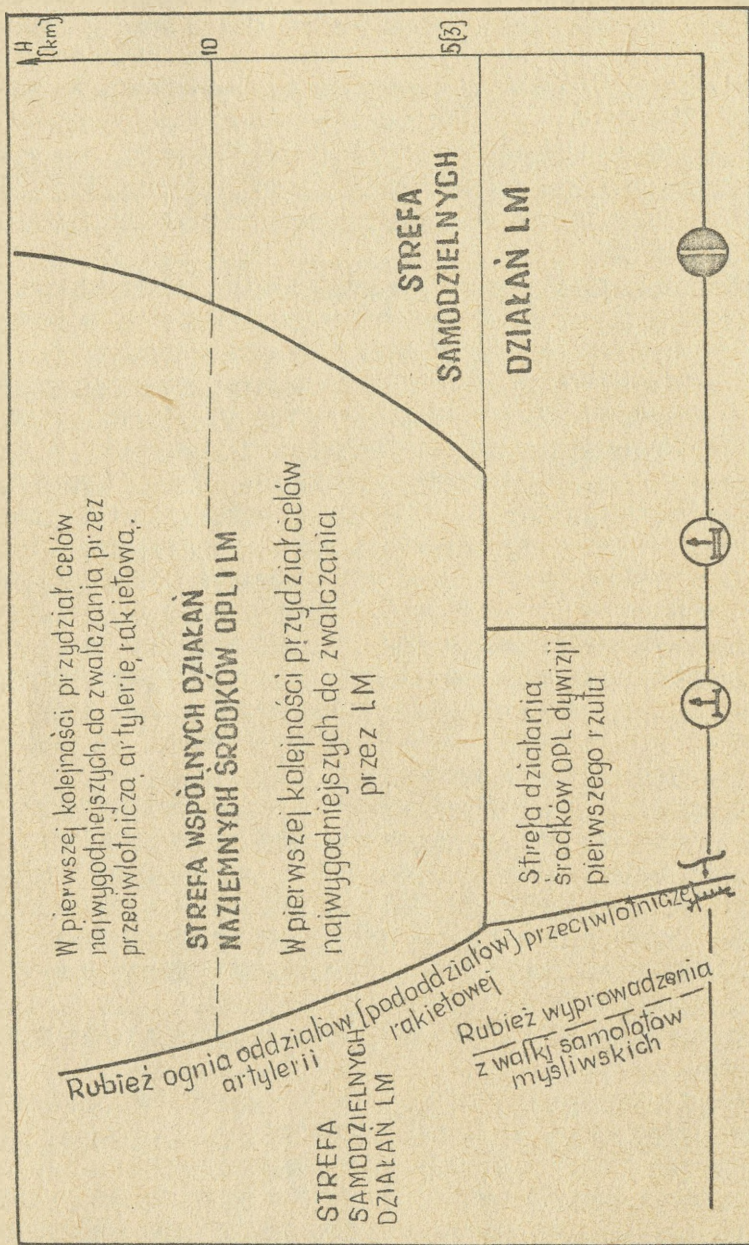 H
(km)
10
5(3)
W pierwszej kolejności przydział celów
najwygodniejszych do zwalczania przez
przeciwlotniczą artylerię rakietową.
STREFA WSPÓLNYCH DZIAŁAŃ
NAZIEMNYCH ŚRODKÓW OPL I LM
W pierwszej kolejności przydział celów
najwygodniejszych do zwalczania
przez LM
STREFA
SAMODZIELNYCH
DZIAŁAŃ LM
Strefa działania
środków OPL dywizji
pierwszego rzutu
Rubież ognia oddziałów (pododdziałów) przeciwlotniczej
artylerii rakietowej
Rubież wyprowadzenia
z walki samolotów
myśliwskich
STREFA
SAMODZIELNYCH
DZIAŁAŃ LM